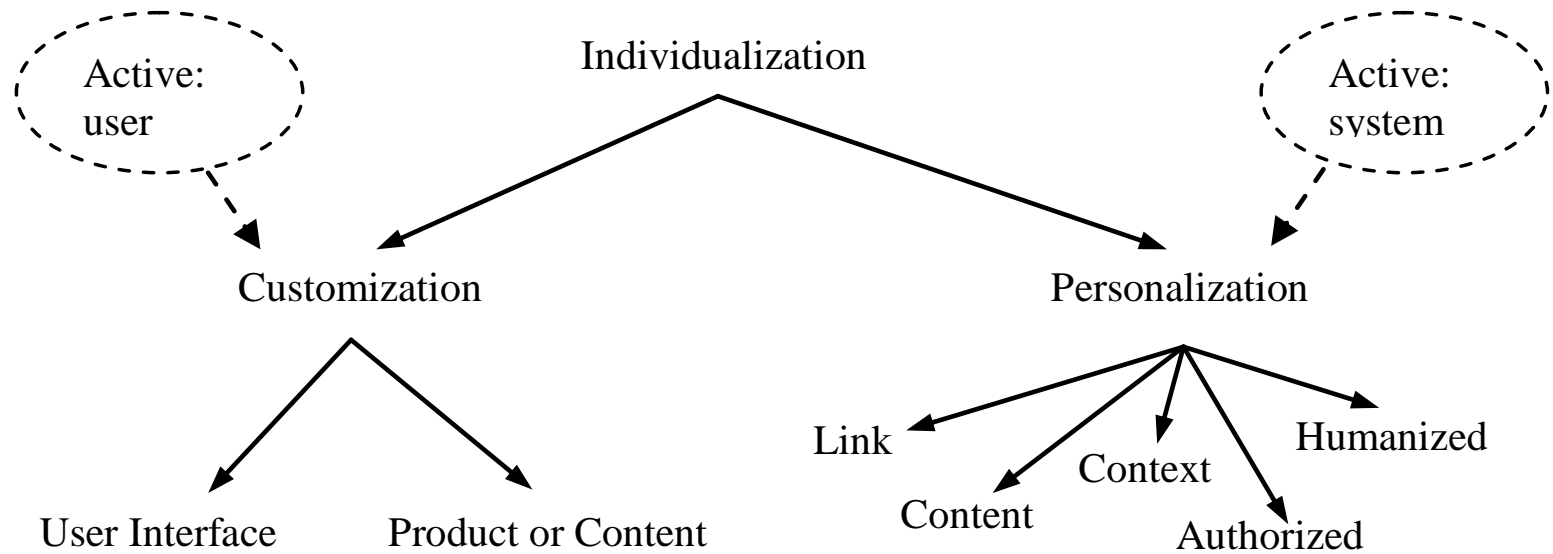 Individualization
Active:
user
Active:
system
Customization
Personalization
User Interface
Product or Content
Link
Content
Context
Authorized
Humanized